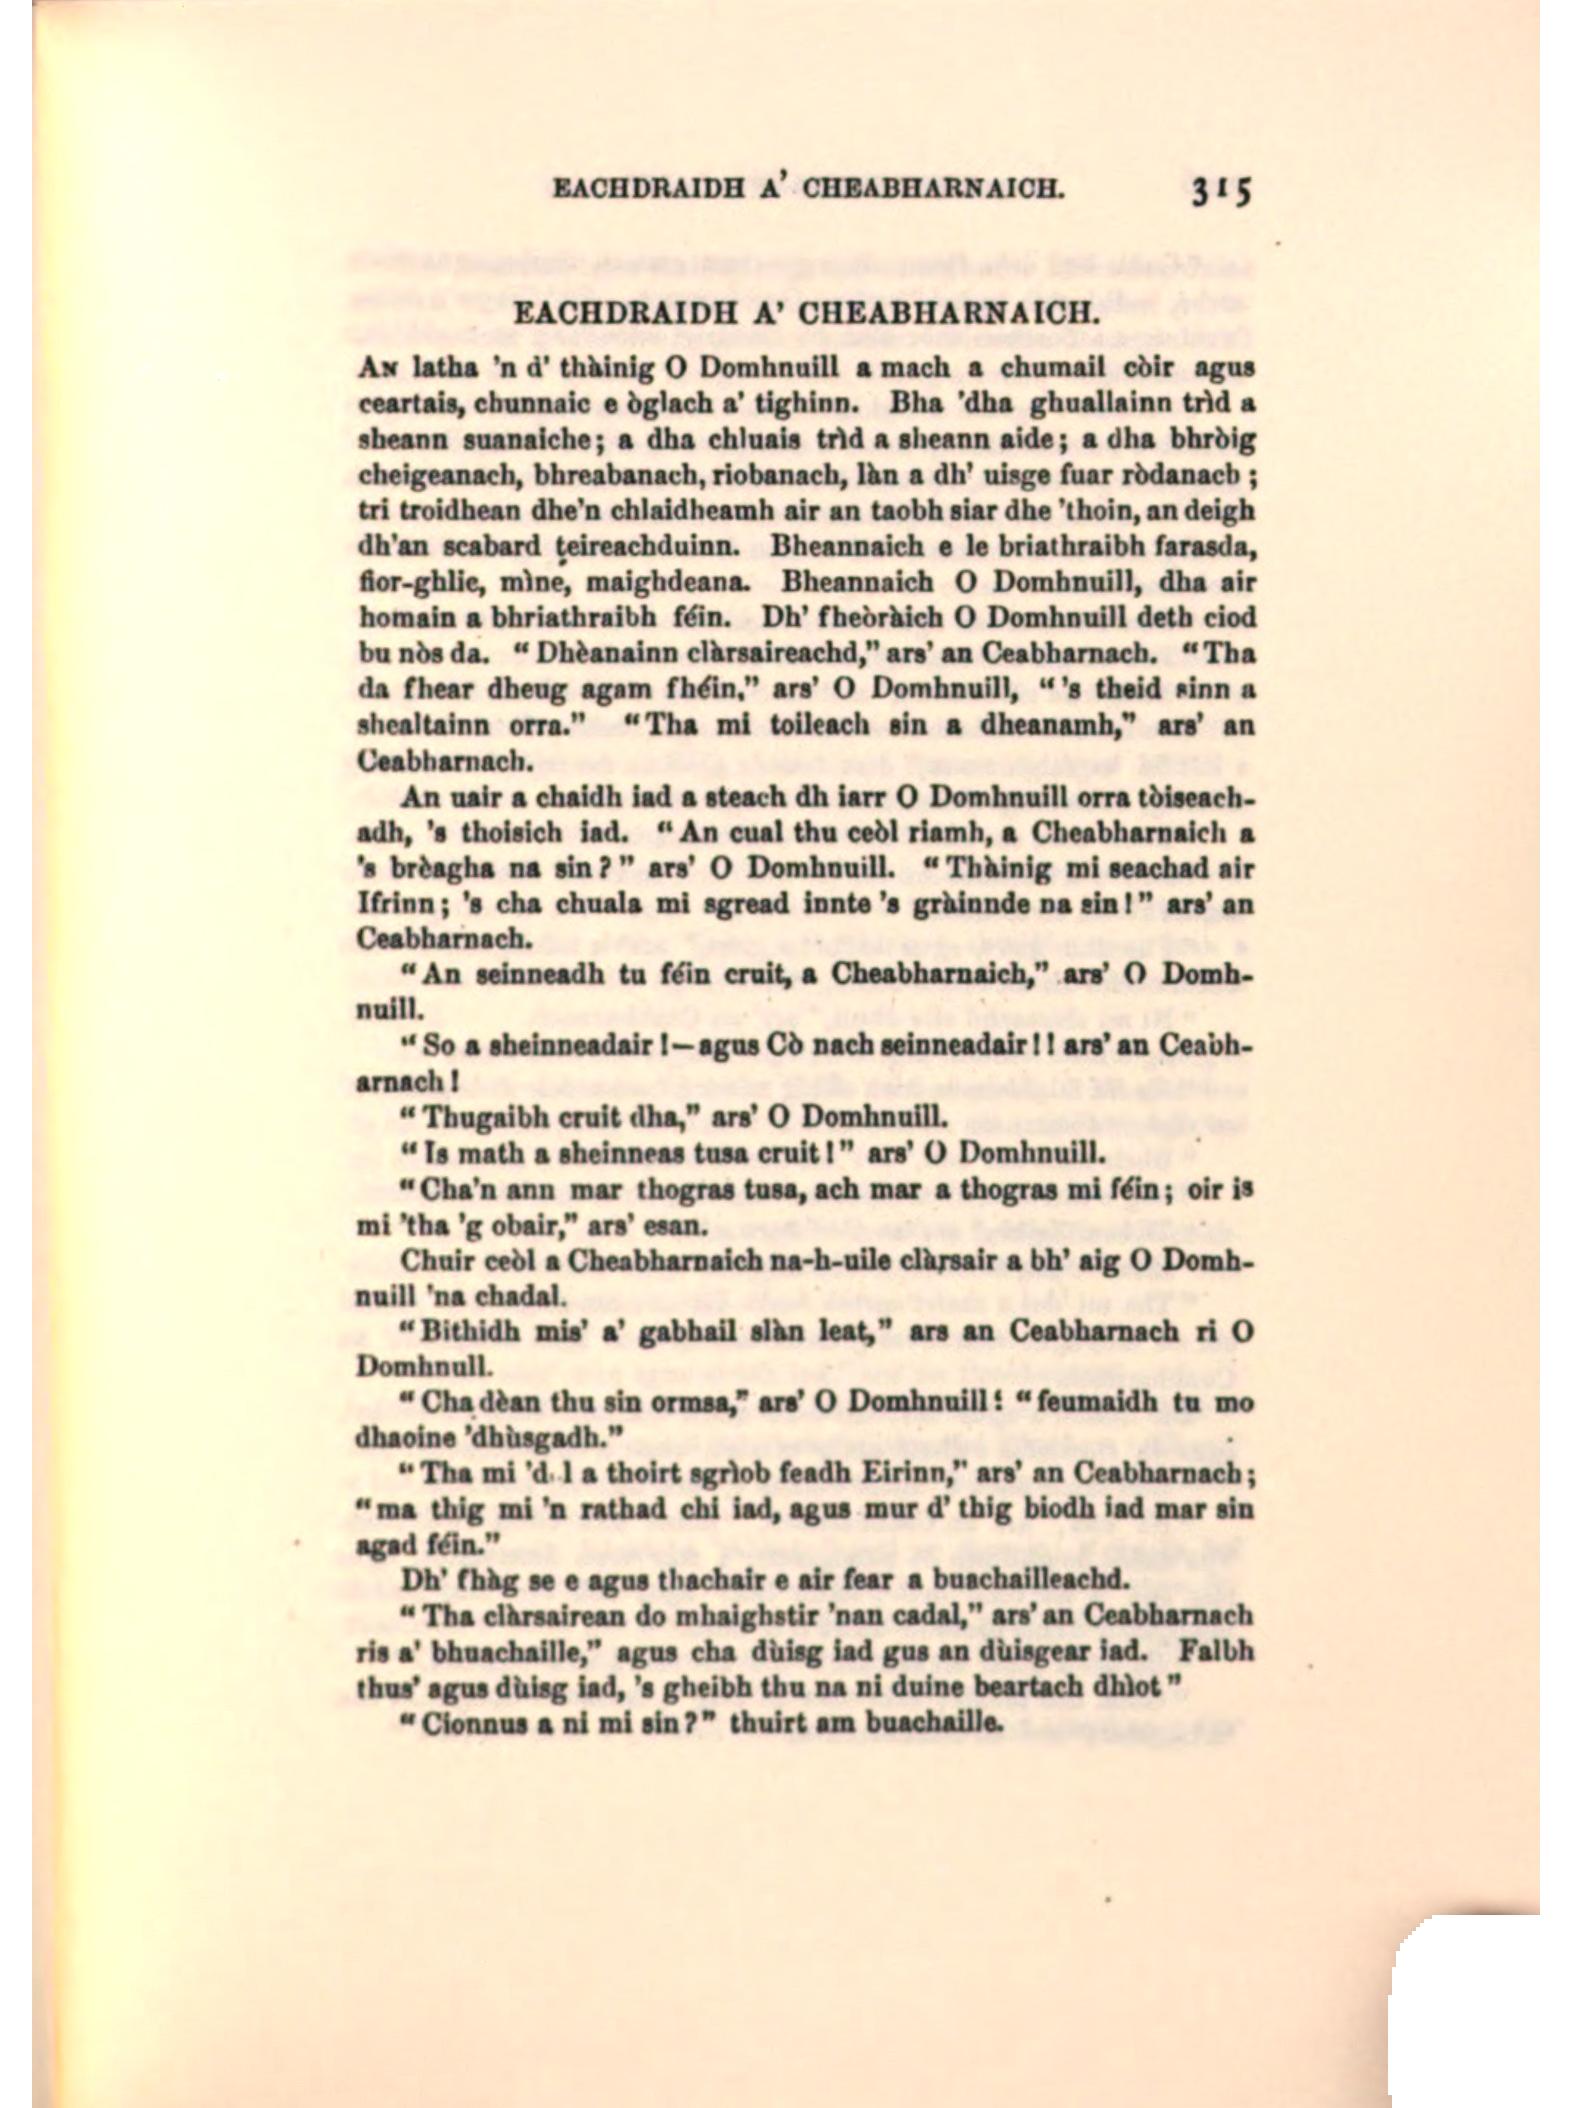 EACHDRAIDH A' CHEABHARNAICH. 315
EACHDRAIDH A' CHEABHARNAICH.
An latha 'n d' thàinig O Domhnuill a mach a chumail còir agus
ceartais, chunnaic e òglach a' tighinn. Bha 'dha ghuallainn trìd a
sheann suanaiche; a dha chluais trìd a sheann aide; a dha bhròig
cheigeanach, bhreabanach, riobanach, làn a dh' uisge fuar ròdanach;
tri troidhean dhe'n chlaidheamh air an taobh siar dhe 'thoin, an deigh
dh'an scabard teireachduinn. Bheannaich e le briathraibh farasda,
fior-ghlic, mìne, maighdeana. Bheannaich O Domhnuill, dha air
homain a bhriathraibh féin. Dh' fheòràich O Domhnuill deth ciod
bu nòs da. "Dhèanainn clàrsaireachd," ars' an Ceabharnach. "Tha
da fhear dheug agam fhéin," ars' O Domhnuill, "'s theid sinn a
shealtainn orra." "Tha mi toileach sin a dheanamh," ars' an
Ceabharnach.
An uair a chaidh iad a steach dh iarr O Domhnuill orra tòiseach-
adh, 's thoisich iad. "An cual thu ceòl riamh, a Cheabharnaich a
's brèagha na sin?" ars' O Domhnuill. "Thàinig mi seachad air
Ifrinn; 's cha chuala mi sgread innte 's gràinnde na sin!" ars' an
Ceabharnach.
"An seinneadh tu féin cruit, a Cheabharnaich," ars' O Domh-
nuill.
"So a sheinneadair!—agus Cò nach seinneadair!! ars' an Ceabh-
arnach!
"Thugaibh cruit dha," ars' O Domhnuill.
"Is math a sheinneas tusa cruit!" ars' O Domhnuill.
"Cha'n ann mar thogras tusa, ach mar a thogras mi féin; oir is
mi 'tha 'g obair," ars' esan.
Chuir ceòl a Cheabharnaich na-h-uile clàrsair a bh' aig O Domh-
nuill 'na chadal.
"Bithidh mis' a' gabhail slàn leat," ars an Ceabharnach ri O
Domhnull.
"Cha dèan thu sin ormsa," ars' O Domhnuill: "feumaidh tu mo
dhaoine 'dhùsgadh."
"Tha mi a thoirt sgrìob feadh Eirinn," ars' an Ceabharnach;
"ma thig mi 'n rathad chi iad, agus mur d' thig biodh iad mar sin
agad féin."
Dh' fhàg se e agus thachair e air fear a buachailleachd.
"Tha clàrsairean do mhaighstir 'nan cadal," ars' an Ceabharnach
ris a' bhuachaille," agus cha dùisg iad gus an dùisgear iad. Falbh
thus' agus dùisg iad, 's gheibh thu na ni duine beartach dhìot"
"Cionnus a ni mi sin?" thuirt am buachaille.